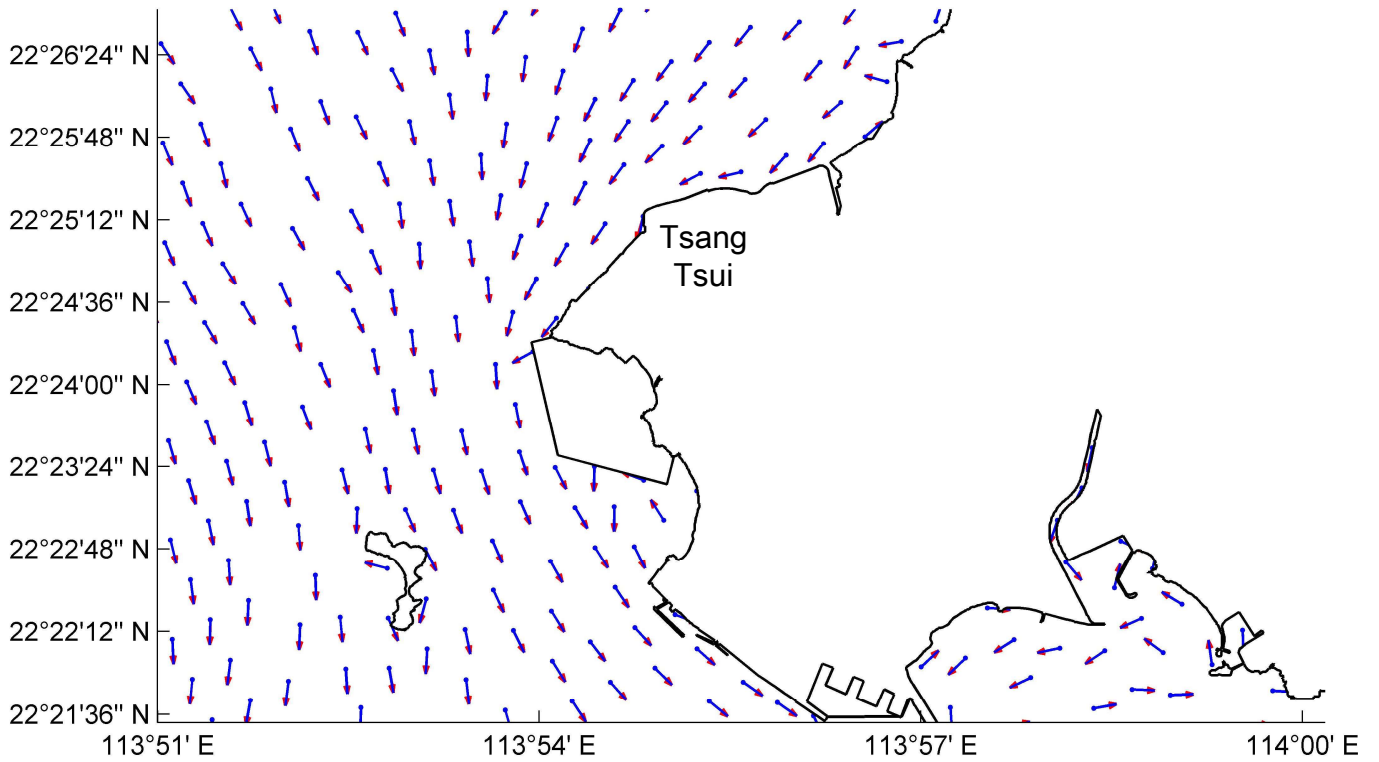 22°26'24" N
22°25'48" N
22°25'12" N
Tsang
Tsui
22°24'36" N
22°24'00" N
22°23'24" N
22°22'48" N
22°22'12" N
22°21'36" N
113°51' E
113°54' E
113°57' E
114°00' E